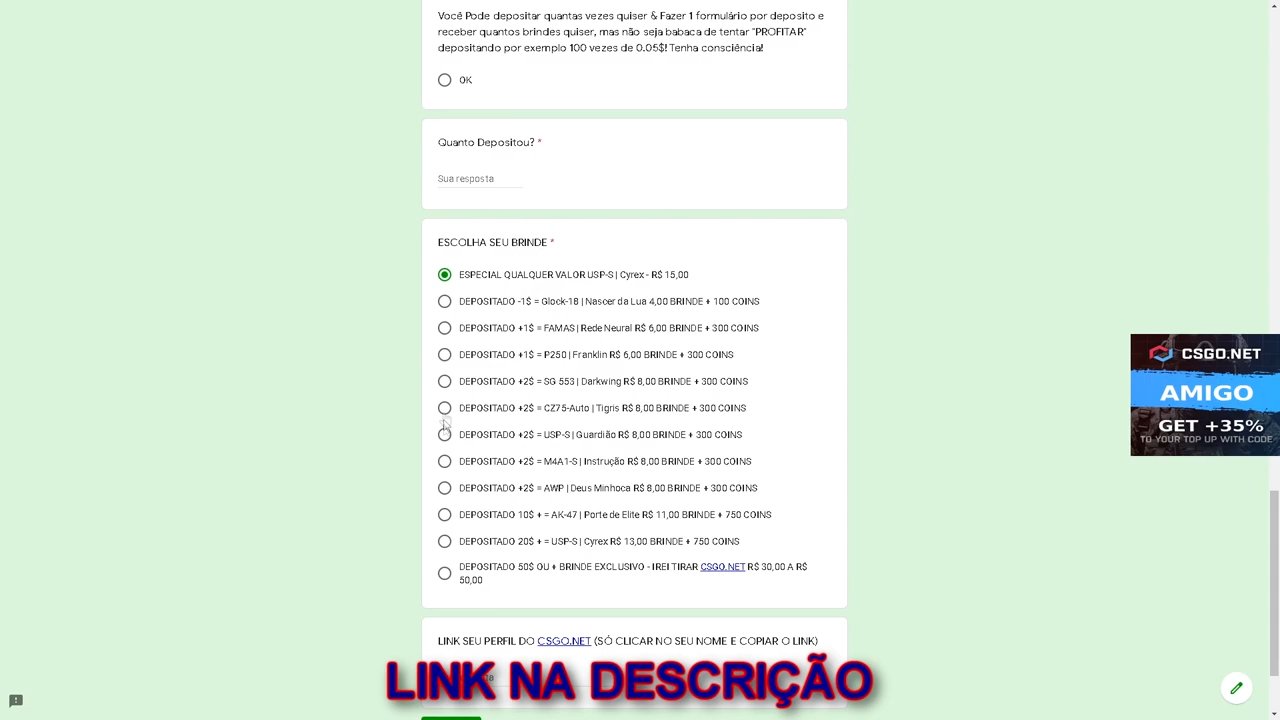 Você Pode depositar quantas vezes quiser & Fazer 1 formulário por deposito e
receber quantos brindes quiser, mas não seja babaca de tentar "PROFITAR"
depositando por exemplo 100 vezes de 0.05$! Tenha consciência!
OK
Quanto Depositou? *
Sua resposta
ESCOLHA SEU BRINDE *
ESPECIAL QUALQUER VALOR USP-S | Cyrex - R$ 15,00
DEPOSITADO -1$ = Glock-18 | Nascer da Lua 4,00 BRINDE + 100 COINS
DEPOSITADO +1$ = FAMAS | Rede Neural R$ 6,00 BRINDE + 300 COINS
DEPOSITADO +1$ = P250 | Franklin R$ 6,00 BRINDE + 300 COINS
DEPOSITADO +2$ = SG 553 | Darkwing R$ 8,00 BRINDE + 300 COINS
DEPOSITADO +2$ = CZ75-Auto | Tigris R$ 8,00 BRINDE + 300 COINS
DEPOSITADO +2$ = USP-S | Guardião R$ 8,00 BRINDE + 300 COINS
DEPOSITADO +2$ = M4A1-S | Instrução R$ 8,00 BRINDE + 300 COINS
DEPOSITADO +2$ = AWP | Deus Minhoca R$ 8,00 BRINDE + 300 COINS
DEPOSITADO 10$ + = AK-47 | Porte de Elite R$ 11,00 BRINDE + 750 COINS
DEPOSITADO 20$ + = USP-S | Cyrex R$ 13,00 BRINDE + 750 COINS
DEPOSITADO 50$ OU + BRINDE EXCLUSIVO - IREI TIRAR CSGO.NET R$ 30,00 A R$
50,00
CSGO.NET
AMIGO
GET +35%
TO YOUR TOP UP WITH CODE
LINK SEU PERFIL DO CSGO.NET (SÓ CLICAR NO SEU NOME E COPIAR O LINK)
LINK NA DESCRIÇÃO